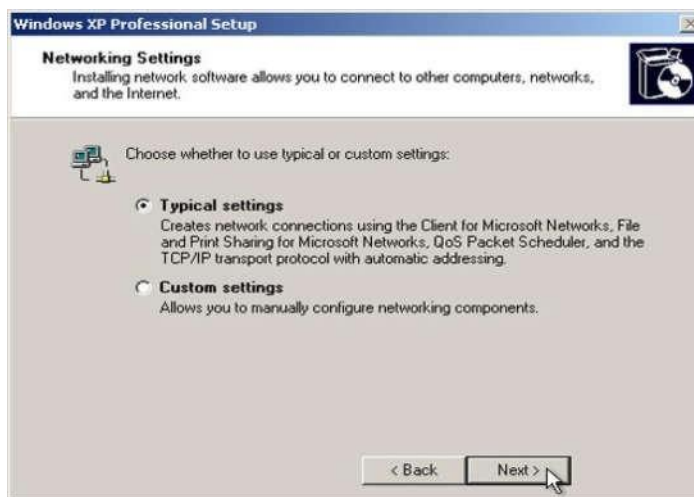 Windows XP Professional Setup
Networking Settings
Installing network software allows you to connect to other computers, networks,
and the Internet.
Choose whether to use typical or custom settings:
Typical settings
Creates network connections using the Client for Microsoft Networks, File
and Print Sharing for Microsoft Networks, QoS Packet Scheduler, and the
TCP/IP transport protocol with automatic addressing.
Custom settings
Allows you to manually configure networking components.
< Back Next >